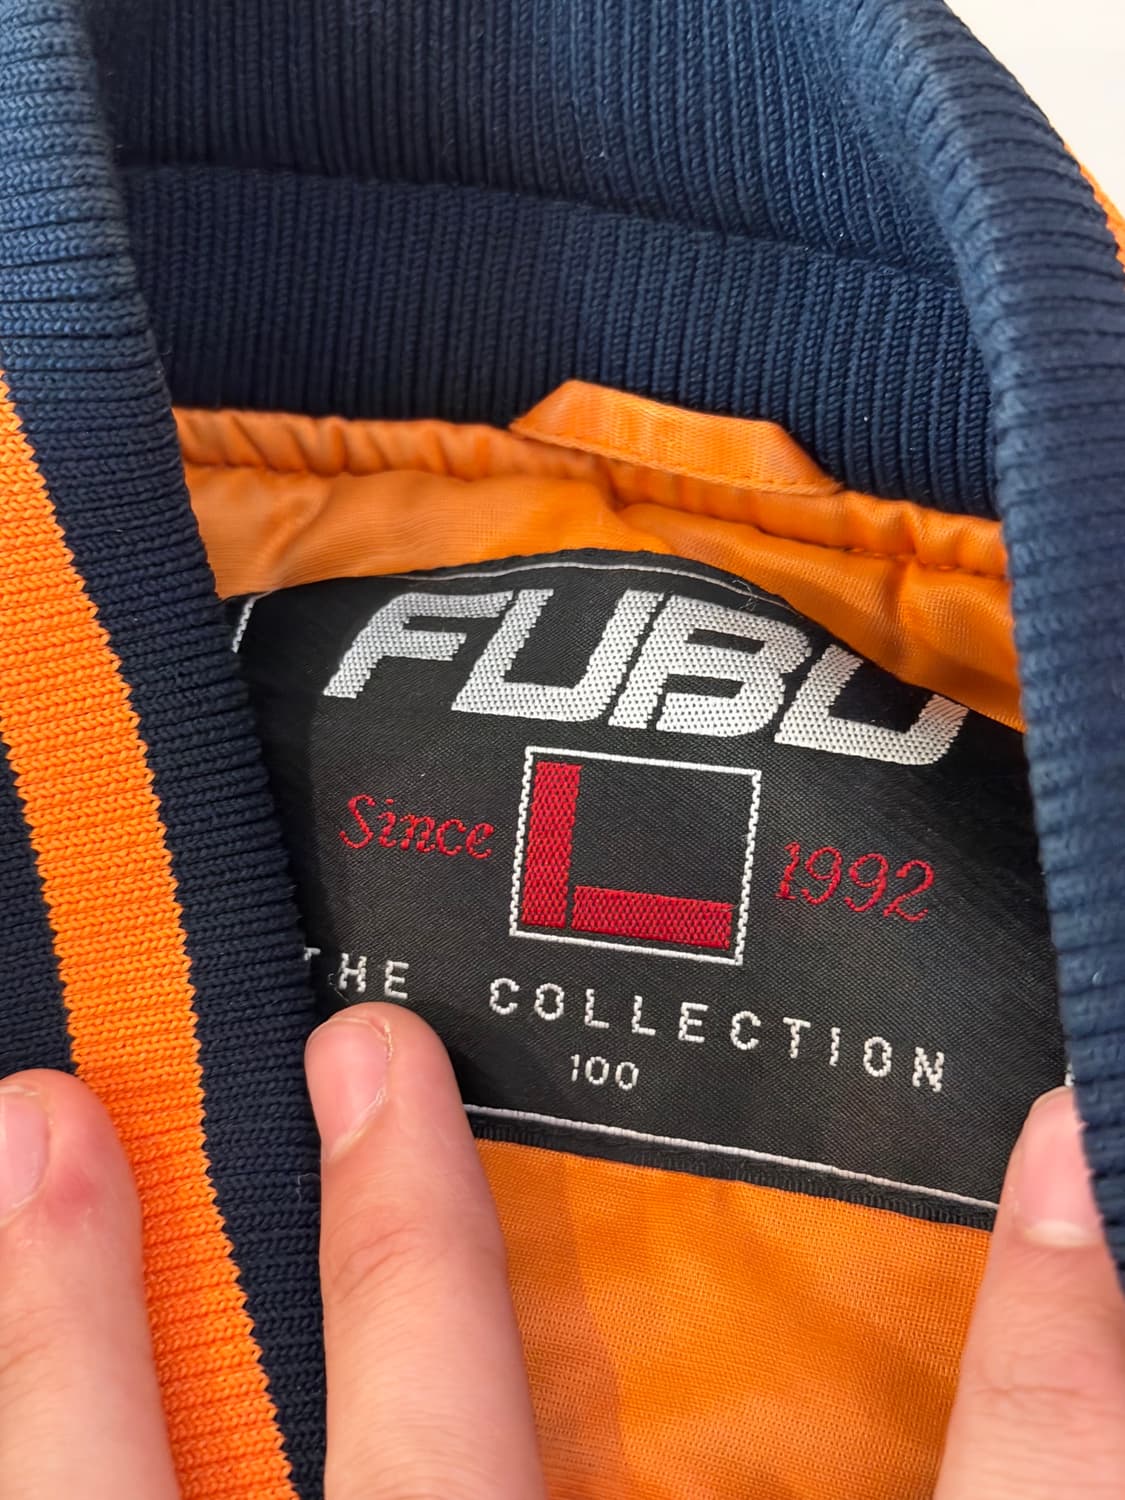 FUBU
Since 1992
THE COLLECTION
100